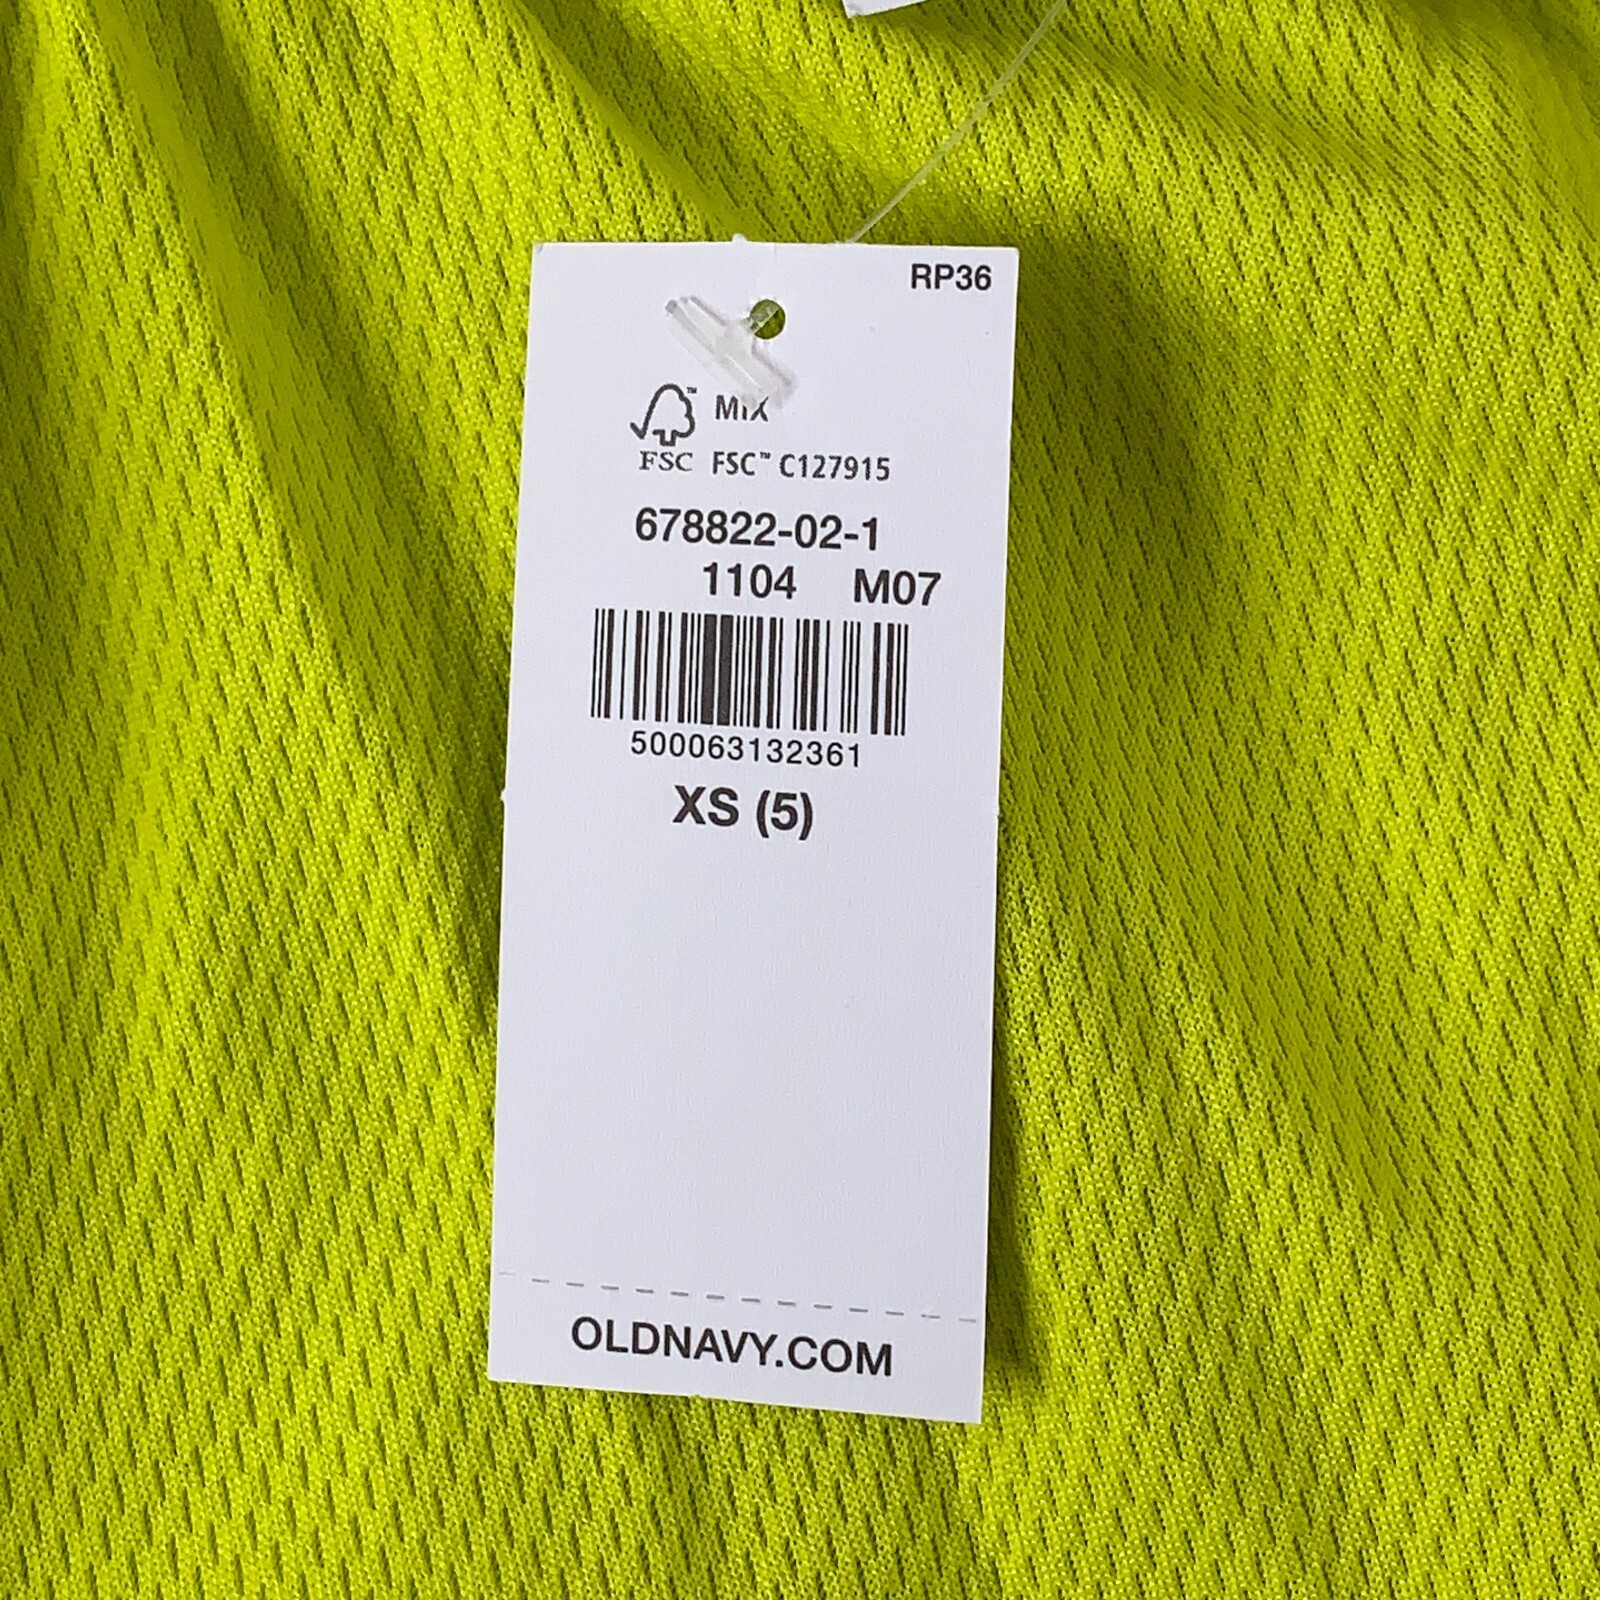 RP36
MIX
FSC FSC™ C127915
678822-02-1
1104 M07
500063132361
XS (5)
OLDNAVY.COM